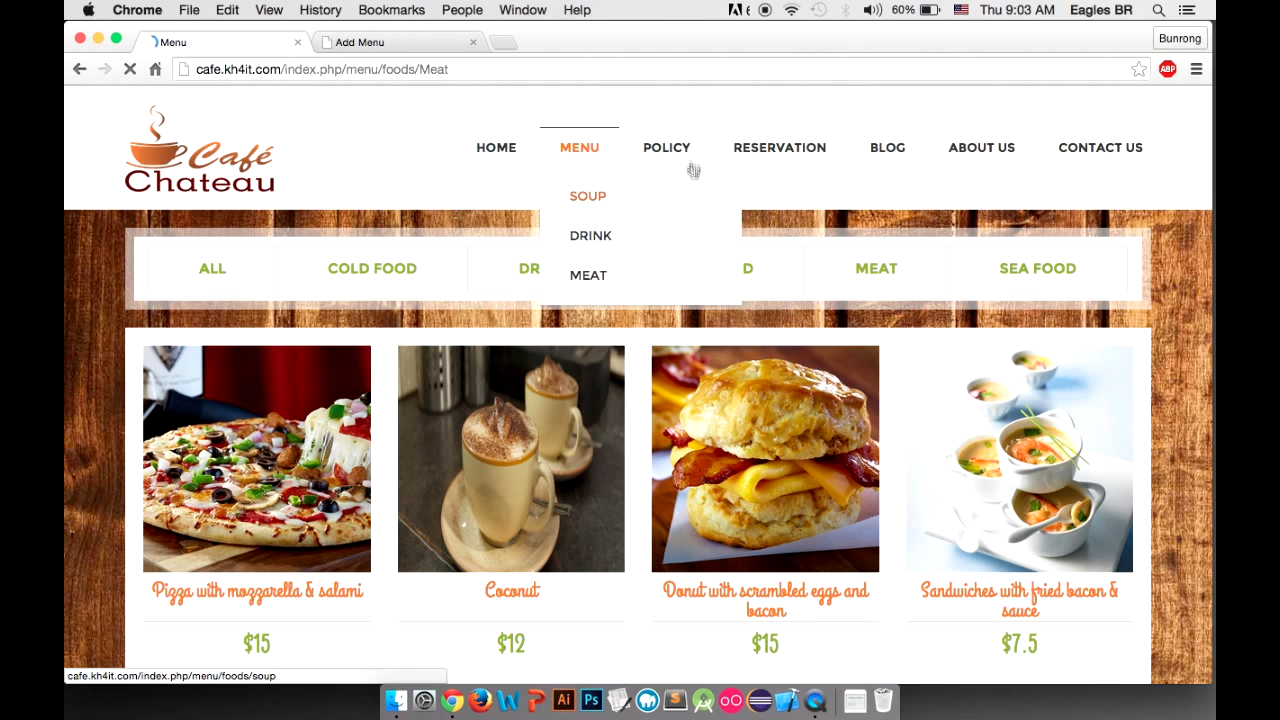 Chrome File Edit View History Bookmarks People Window Help 6 60% Thu 9:03 AM Eagles BR
Menu × Add Menu × Bunrong
cafe.kh4it.com/index.php/menu/foods/Meat ABP
Café
Chateau
HOME MENU POLICY RESERVATION BLOG ABOUT US CONTACT US
SOUP
DRINK
MEAT
ALL COLD FOOD DR D MEAT SEA FOOD
Pizza with mozzarella & salami
$15
Coconut
$12
Donut with scrambled eggs and
bacon
$15
Sandwiches with fried bacon &
sauce
$7.5
cafe.kh4it.com/index.php/menu/foods/soup
W P Ai Ps S